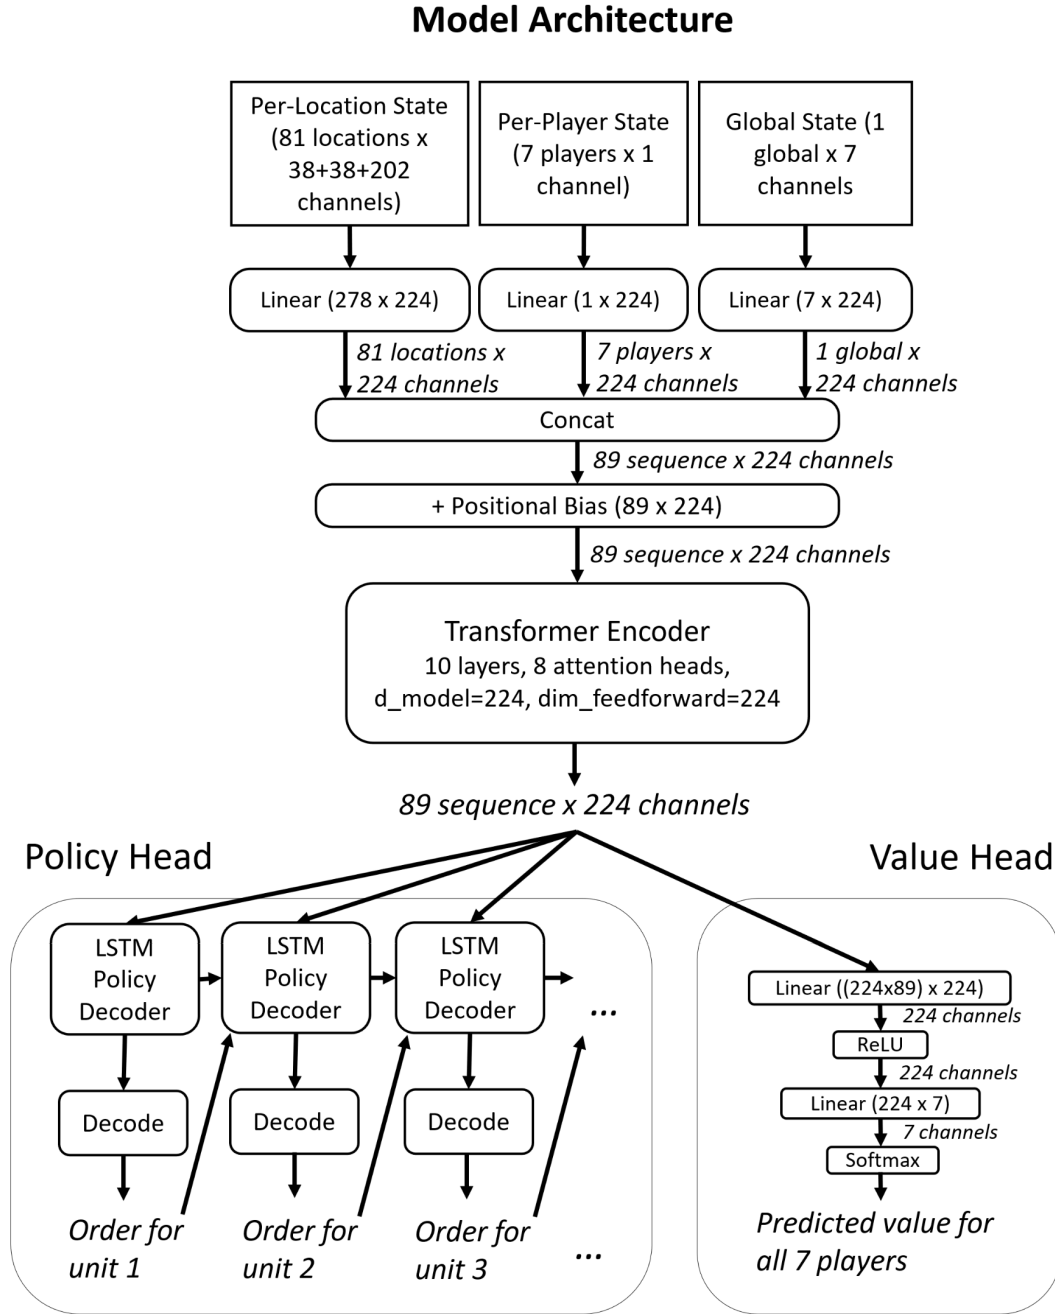 Model Architecture
Per-Location State
(81 locations x
38+38+202
channels)
Per-Player State
(7 players x 1
channel)
Global State (1
global x 7
channels
Linear (278 x 224)
Linear (1 x 224)
Linear (7 x 224)
81 locations x
224 channels
7 players x
224 channels
1 global x
224 channels
Concat
89 sequence x 224 channels
+ Positional Bias (89 x 224)
89 sequence x 224 channels
Transformer Encoder
10 layers, 8 attention heads,
d_model=224, dim_feedforward=224
89 sequence x 224 channels
Policy Head
LSTM
Policy
Decoder
LSTM
Policy
Decoder
LSTM
Policy
Decoder
...
Decode
Decode
Decode
Order for
unit 1
Order for
unit 2
Order for
unit 3
...
Value Head
Linear ((224x89) x 224)
224 channels
ReLU
224 channels
Linear (224 x 7)
7 channels
Softmax
Predicted value for
all 7 players